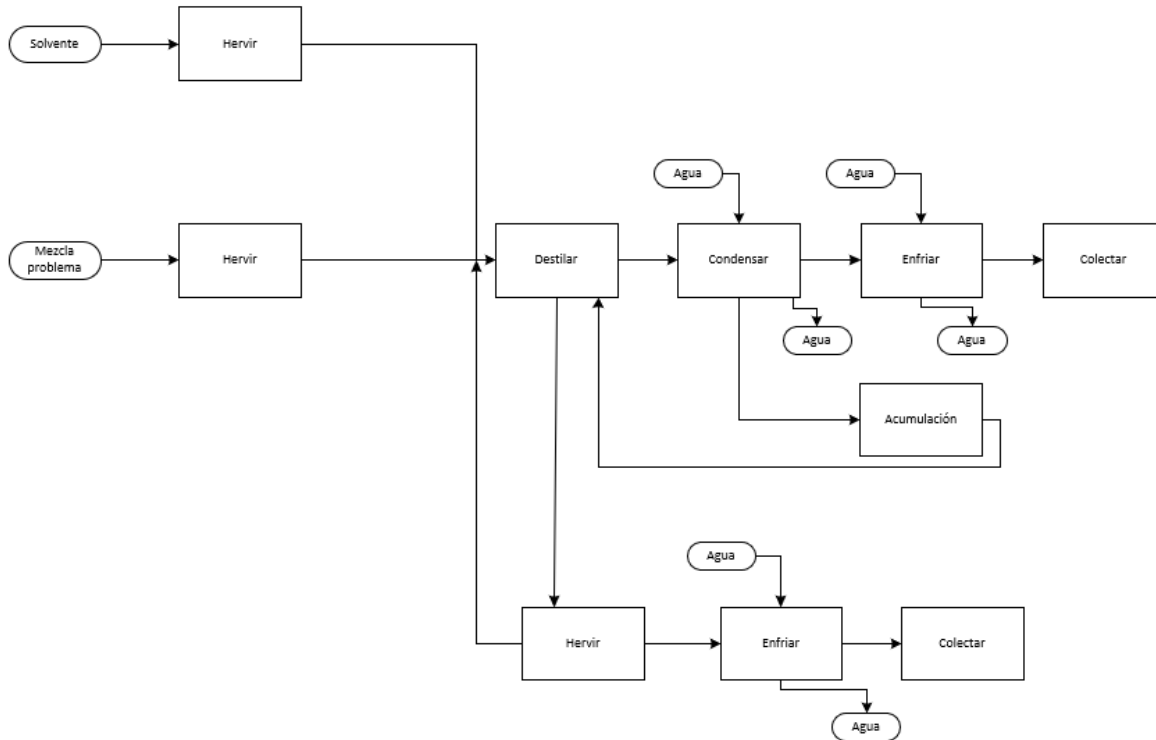 Solvente
Hervir
Agua
Agua
Mezcla
problema
Hervir
Destilar
Condensar
Enfriar
Colectar
Agua
Agua
Acumulación
Agua
Hervir
Enfriar
Colectar
Agua